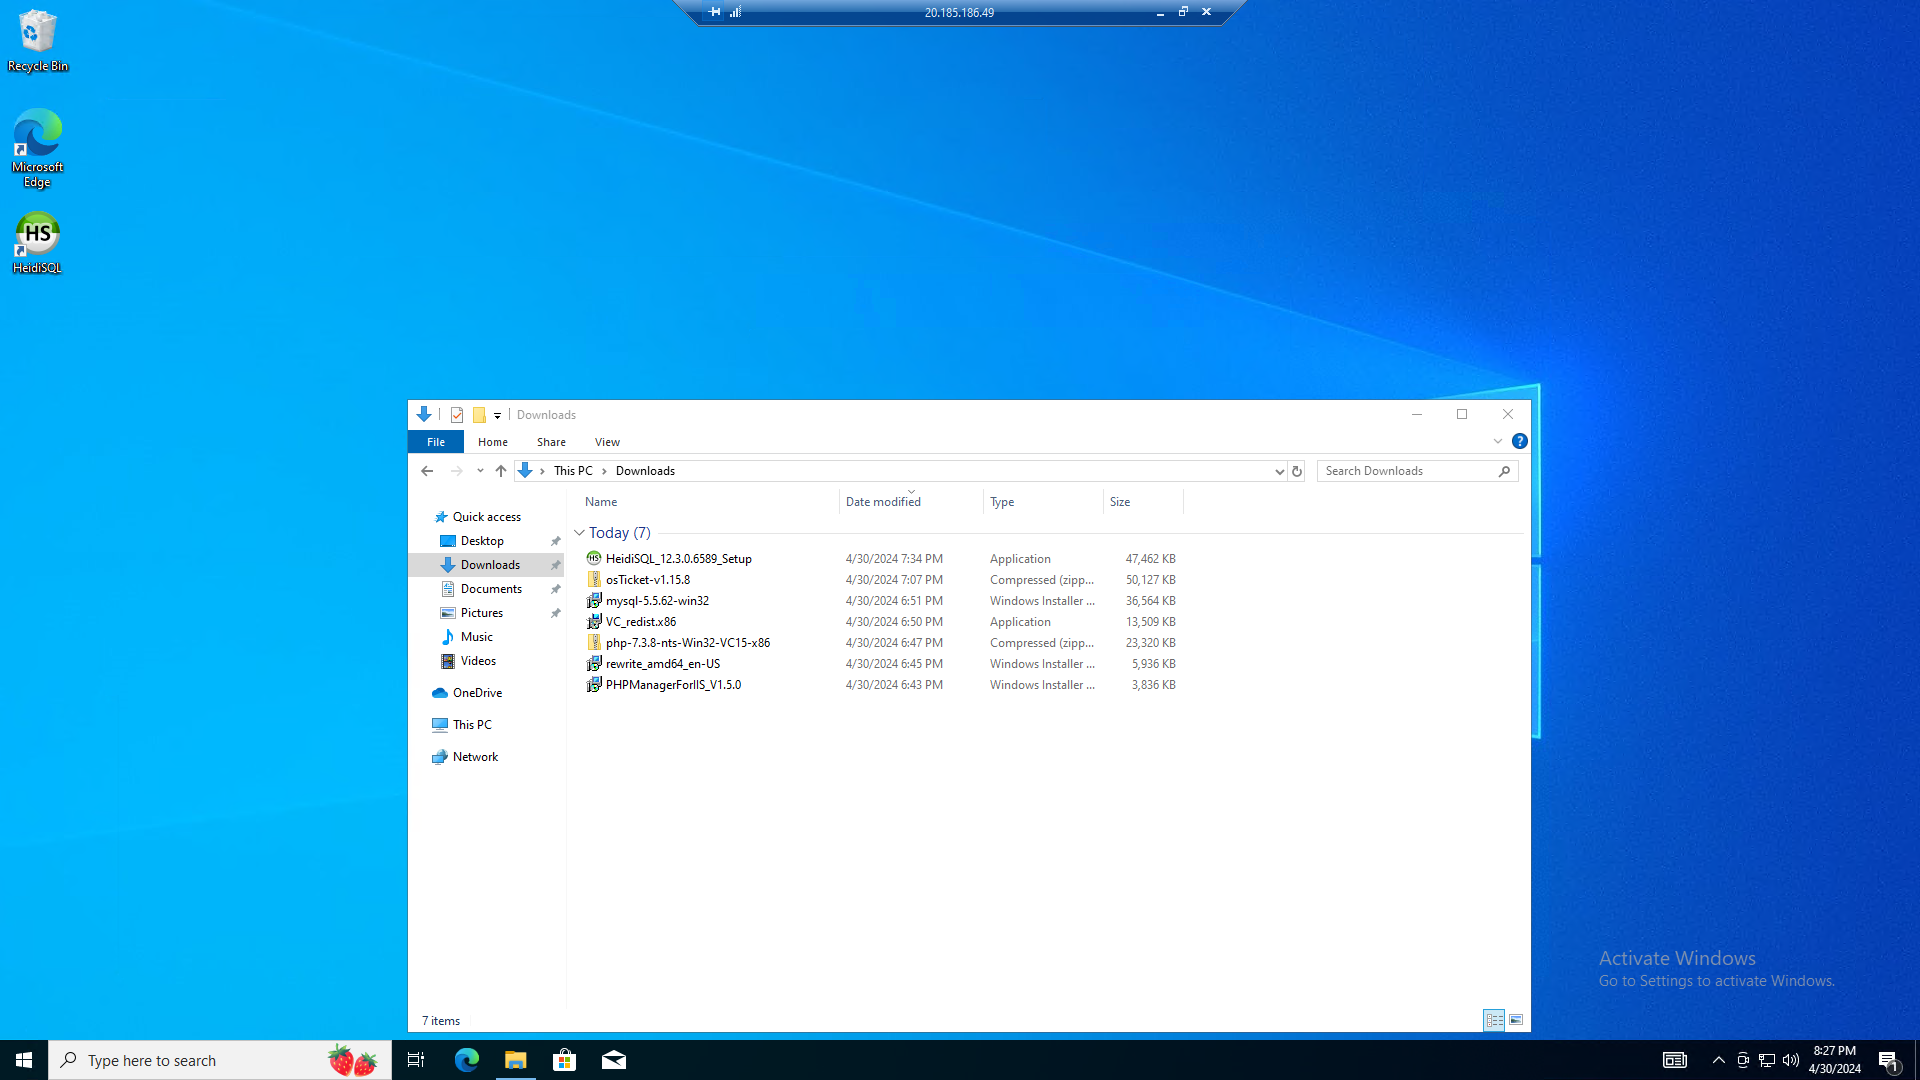 20.185.186.49
Recycle Bin
Microsoft
Edge
HS
HeidiSQL
Downloads
File Home Share View
This PC Downloads
Search Downloads
Name Date modified Type Size
Quick access
Desktop
Downloads
Documents
Pictures
Music
Videos
OneDrive
This PC
Network
Today (7)
HeidiSQL_12.3.0.6589_Setup 4/30/2024 7:34 PM Application 47,462 KB
osTicket-v1.15.8 4/30/2024 7:07 PM Compressed (zipp... 50,127 KB
mysql-5.5.62-win32 4/30/2024 6:51 PM Windows Installer ... 36,564 KB
VC_redist.x86 4/30/2024 6:50 PM Application 13,509 KB
php-7.3.8-nts-Win32-VC15-x86 4/30/2024 6:47 PM Compressed (zipp... 23,320 KB
rewrite_amd64_en-US 4/30/2024 6:45 PM Windows Installer ... 5,936 KB
PHPManagerForIIS_V1.5.0 4/30/2024 6:43 PM Windows Installer ... 3,836 KB
7 items
Activate Windows
Go to Settings to activate Windows.
Type here to search
8:27 PM
4/30/2024
1